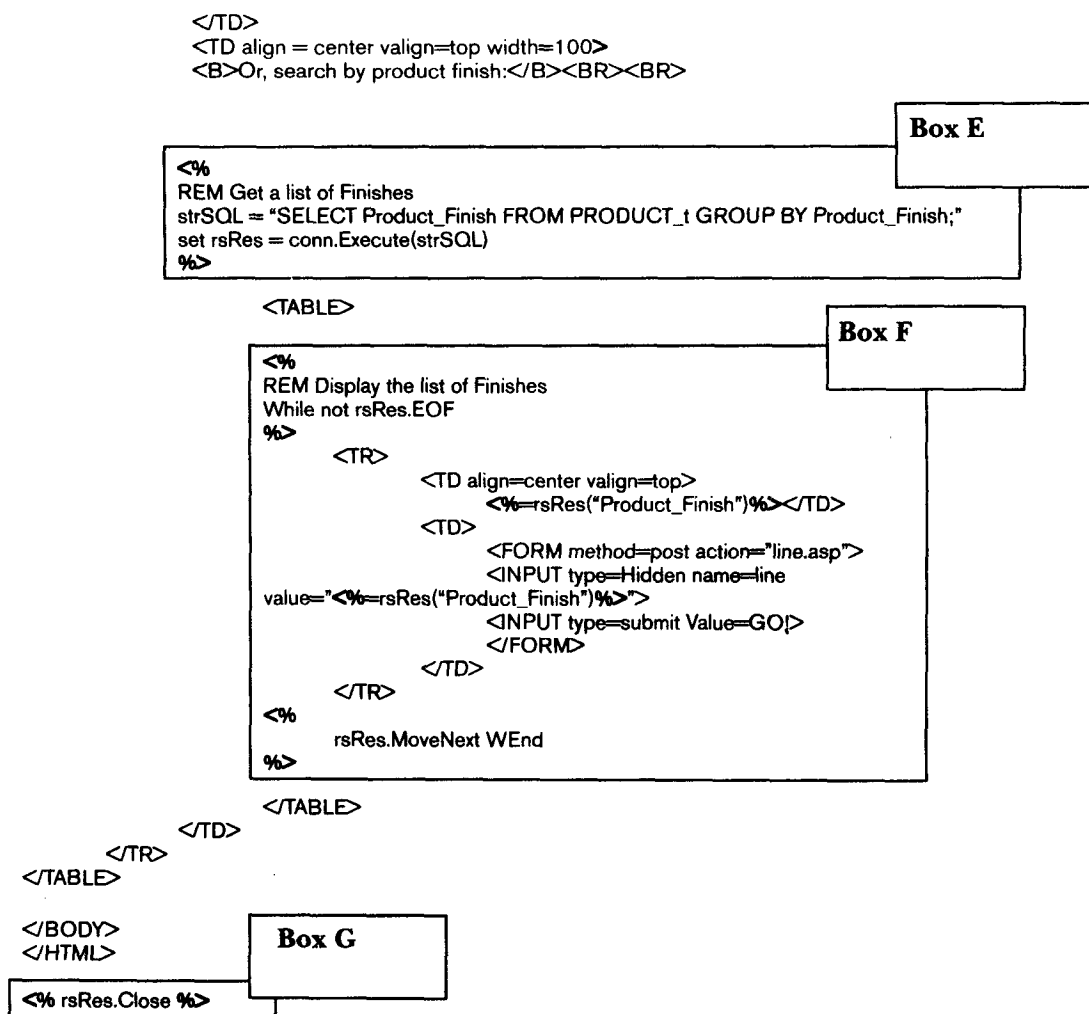 </TD>
<TD align = center valign=top width=100>
<B>Or, search by product finish:</B><BR><BR>
Box E
<%
REM Get a list of Finishes
strSQL = “SELECT Product_Finish FROM PRODUCT_t GROUP BY Product_Finish;”
set rsRes = conn.Execute(strSQL)
%>
<TABLE>
Box F
<%
REM Display the list of Finishes
While not rsRes.EOF
%>
<TR>
<TD align=center valign=top>
<%=rsRes(“Product_Finish”)%></TD>
<TD>
<FORM method=post action=”line.asp”>
<INPUT type=Hidden name=line
value=”<%=rsRes(“Product_Finish”)%>”>
<INPUT type=submit Value=GO!>
</FORM>
</TD>
</TR>
<%
rsRes.MoveNext WEnd
%>
</TABLE>
</TD>
</TR>
</TABLE>
</BODY>
</HTML>
Box G
<% rsRes.Close %>